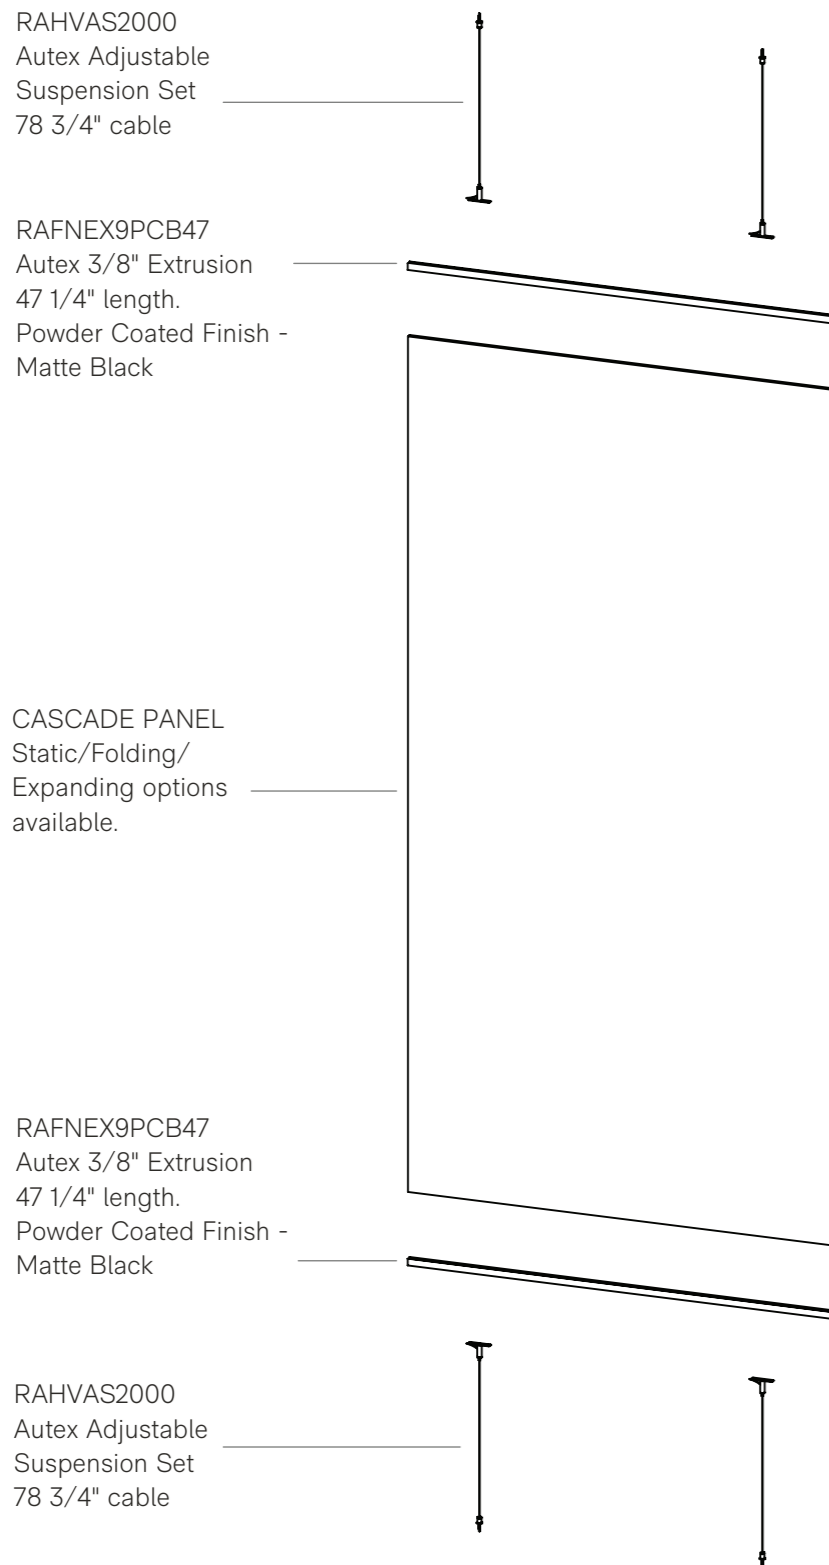 RAHVAS2000
Autex Adjustable
Suspension Set
78 3/4" cable
RAFNEX9PCB47
Autex 3/8" Extrusion
47 1/4" length.
Powder Coated Finish -
Matte Black
CASCADE PANEL
Static/Folding/
Expanding options
available.
RAFNEX9PCB47
Autex 3/8" Extrusion
47 1/4" length.
Powder Coated Finish -
Matte Black
RAHVAS2000
Autex Adjustable
Suspension Set
78 3/4" cable